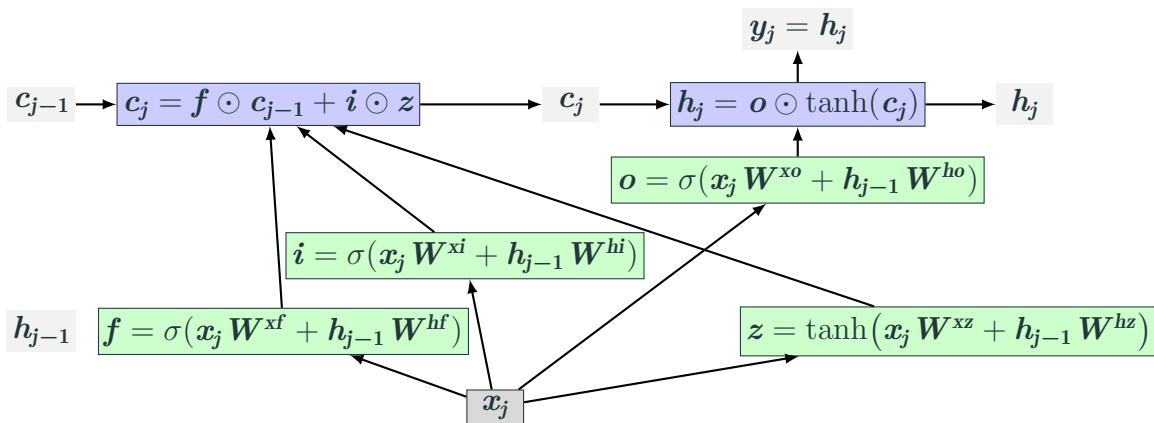 y_j = h_j
c_{j−1}
c_j = f ⊙ c_{j−1} + i ⊙ z
c_j
h_j = o ⊙ tanh(c_j)
h_j
o = σ(x_j W^{xo} + h_{j−1} W^{ho})
i = σ(x_j W^{xi} + h_{j−1} W^{hi})
h_{j−1}
f = σ(x_j W^{xf} + h_{j−1} W^{hf})
z = tanh(x_j W^{xz} + h_{j−1} W^{hz})
x_j